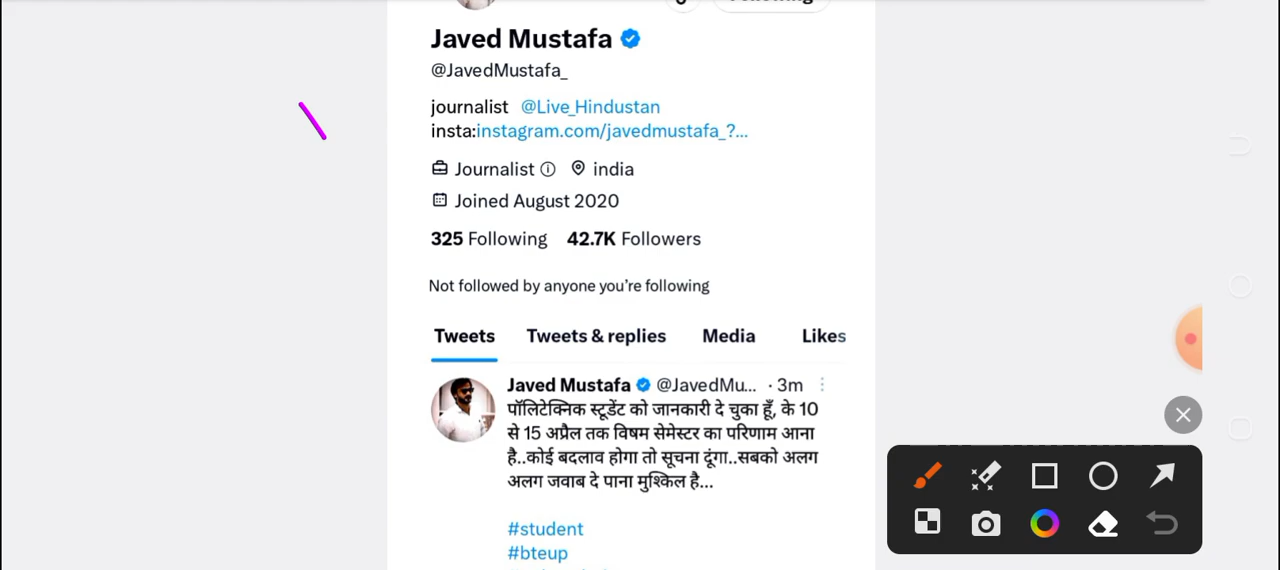 Javed Mustafa
@JavedMustafa_
journalist @Live_Hindustan
insta:instagram.com/javedmustafa_?...
Journalist india
Joined August 2020
325 Following 42.7K Followers
Not followed by anyone you're following
Tweets Tweets & replies Media Likes
Javed Mustafa @JavedMu... · 3m
पॉलिटेक्निक स्टूडेंट को जानकारी दे चुका हूँ, के 10
से 15 अप्रैल तक विषम सेमेस्टर का परिणाम आना
है..कोई बदलाव होगा तो सूचना दूंगा..सबको अलग
अलग जवाब दे पाना मुश्किल है...
#student
#bteup